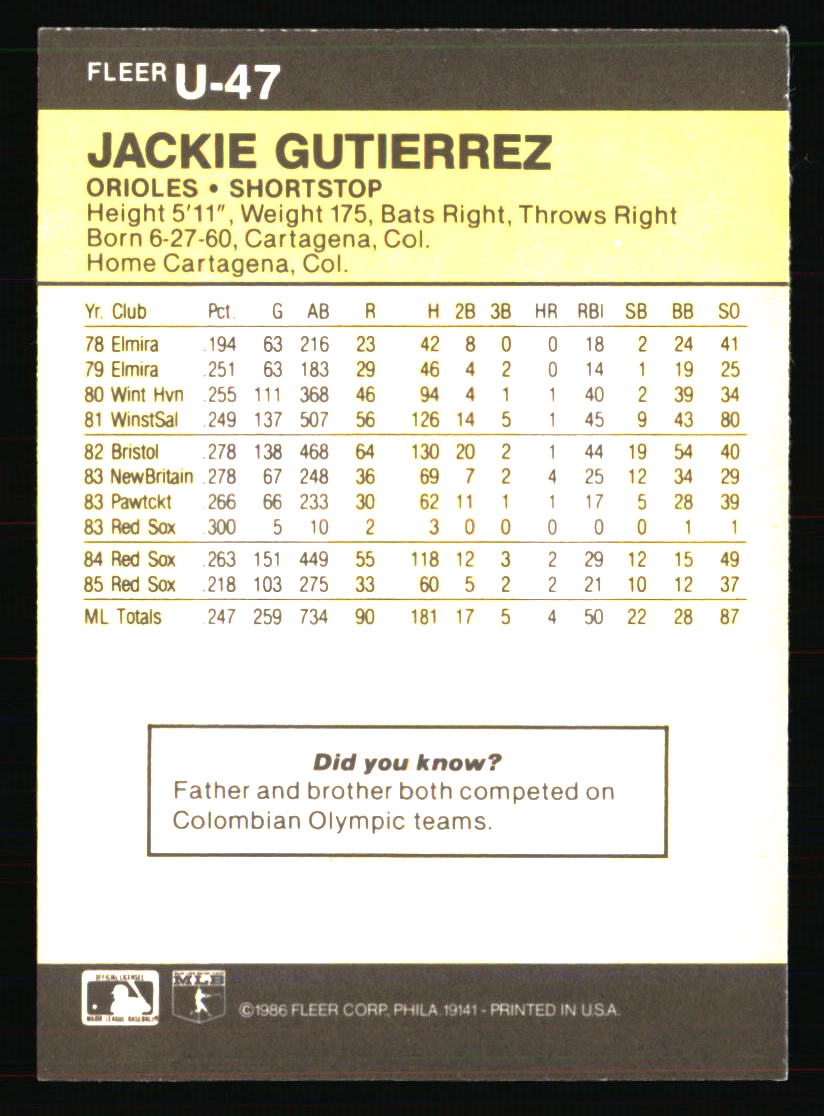 FLEER U-47
JACKIE GUTIERREZ
ORIOLES • SHORTSTOP
Height 5'11", Weight 175, Bats Right, Throws Right
Born 6-27-60, Cartagena, Col.
Home Cartagena, Col.
Yr. Club Pct. G AB R H 2B 3B HR RBI SB BB SO
78 Elmira .194 63 216 23 42 8 0 0 18 2 24 41
79 Elmira .251 63 183 29 46 4 2 0 14 1 19 25
80 Wint Hvn .255 111 368 46 94 4 1 1 40 2 39 34
81 WinstSal .249 137 507 56 126 14 5 1 45 9 43 80
82 Bristol .278 138 468 64 130 20 2 1 44 19 54 40
83 NewBritain .278 67 248 36 69 7 2 4 25 12 34 29
83 Pawtckt .266 66 233 30 62 11 1 1 17 5 28 39
83 Red Sox .300 5 10 2 3 0 0 0 0 0 1 1
84 Red Sox .263 151 449 55 118 12 3 2 29 12 15 49
85 Red Sox .218 103 275 33 60 5 2 2 21 10 12 37
ML Totals .247 259 734 90 181 17 5 4 50 22 28 87
Did you know?
Father and brother both competed on
Colombian Olympic teams.
OFFICIAL LICENSEE
MAJOR LEAGUE BASEBALL
MLB
©1986 FLEER CORP., PHILA. 19141 - PRINTED IN U.S.A.